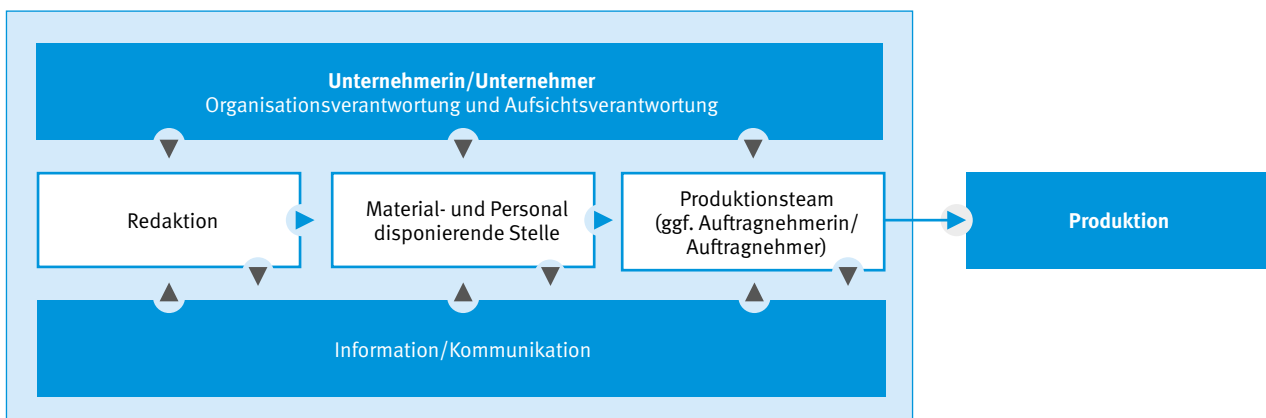 Unternehmerin/Unternehmer
Organisationsverantwortung und Aufsichtsverantwortung
Redaktion
Material- und Personal
disponierende Stelle
Produktionsteam
(ggf. Auftragnehmerin/
Auftragnehmer)
Produktion
Information/Kommunikation